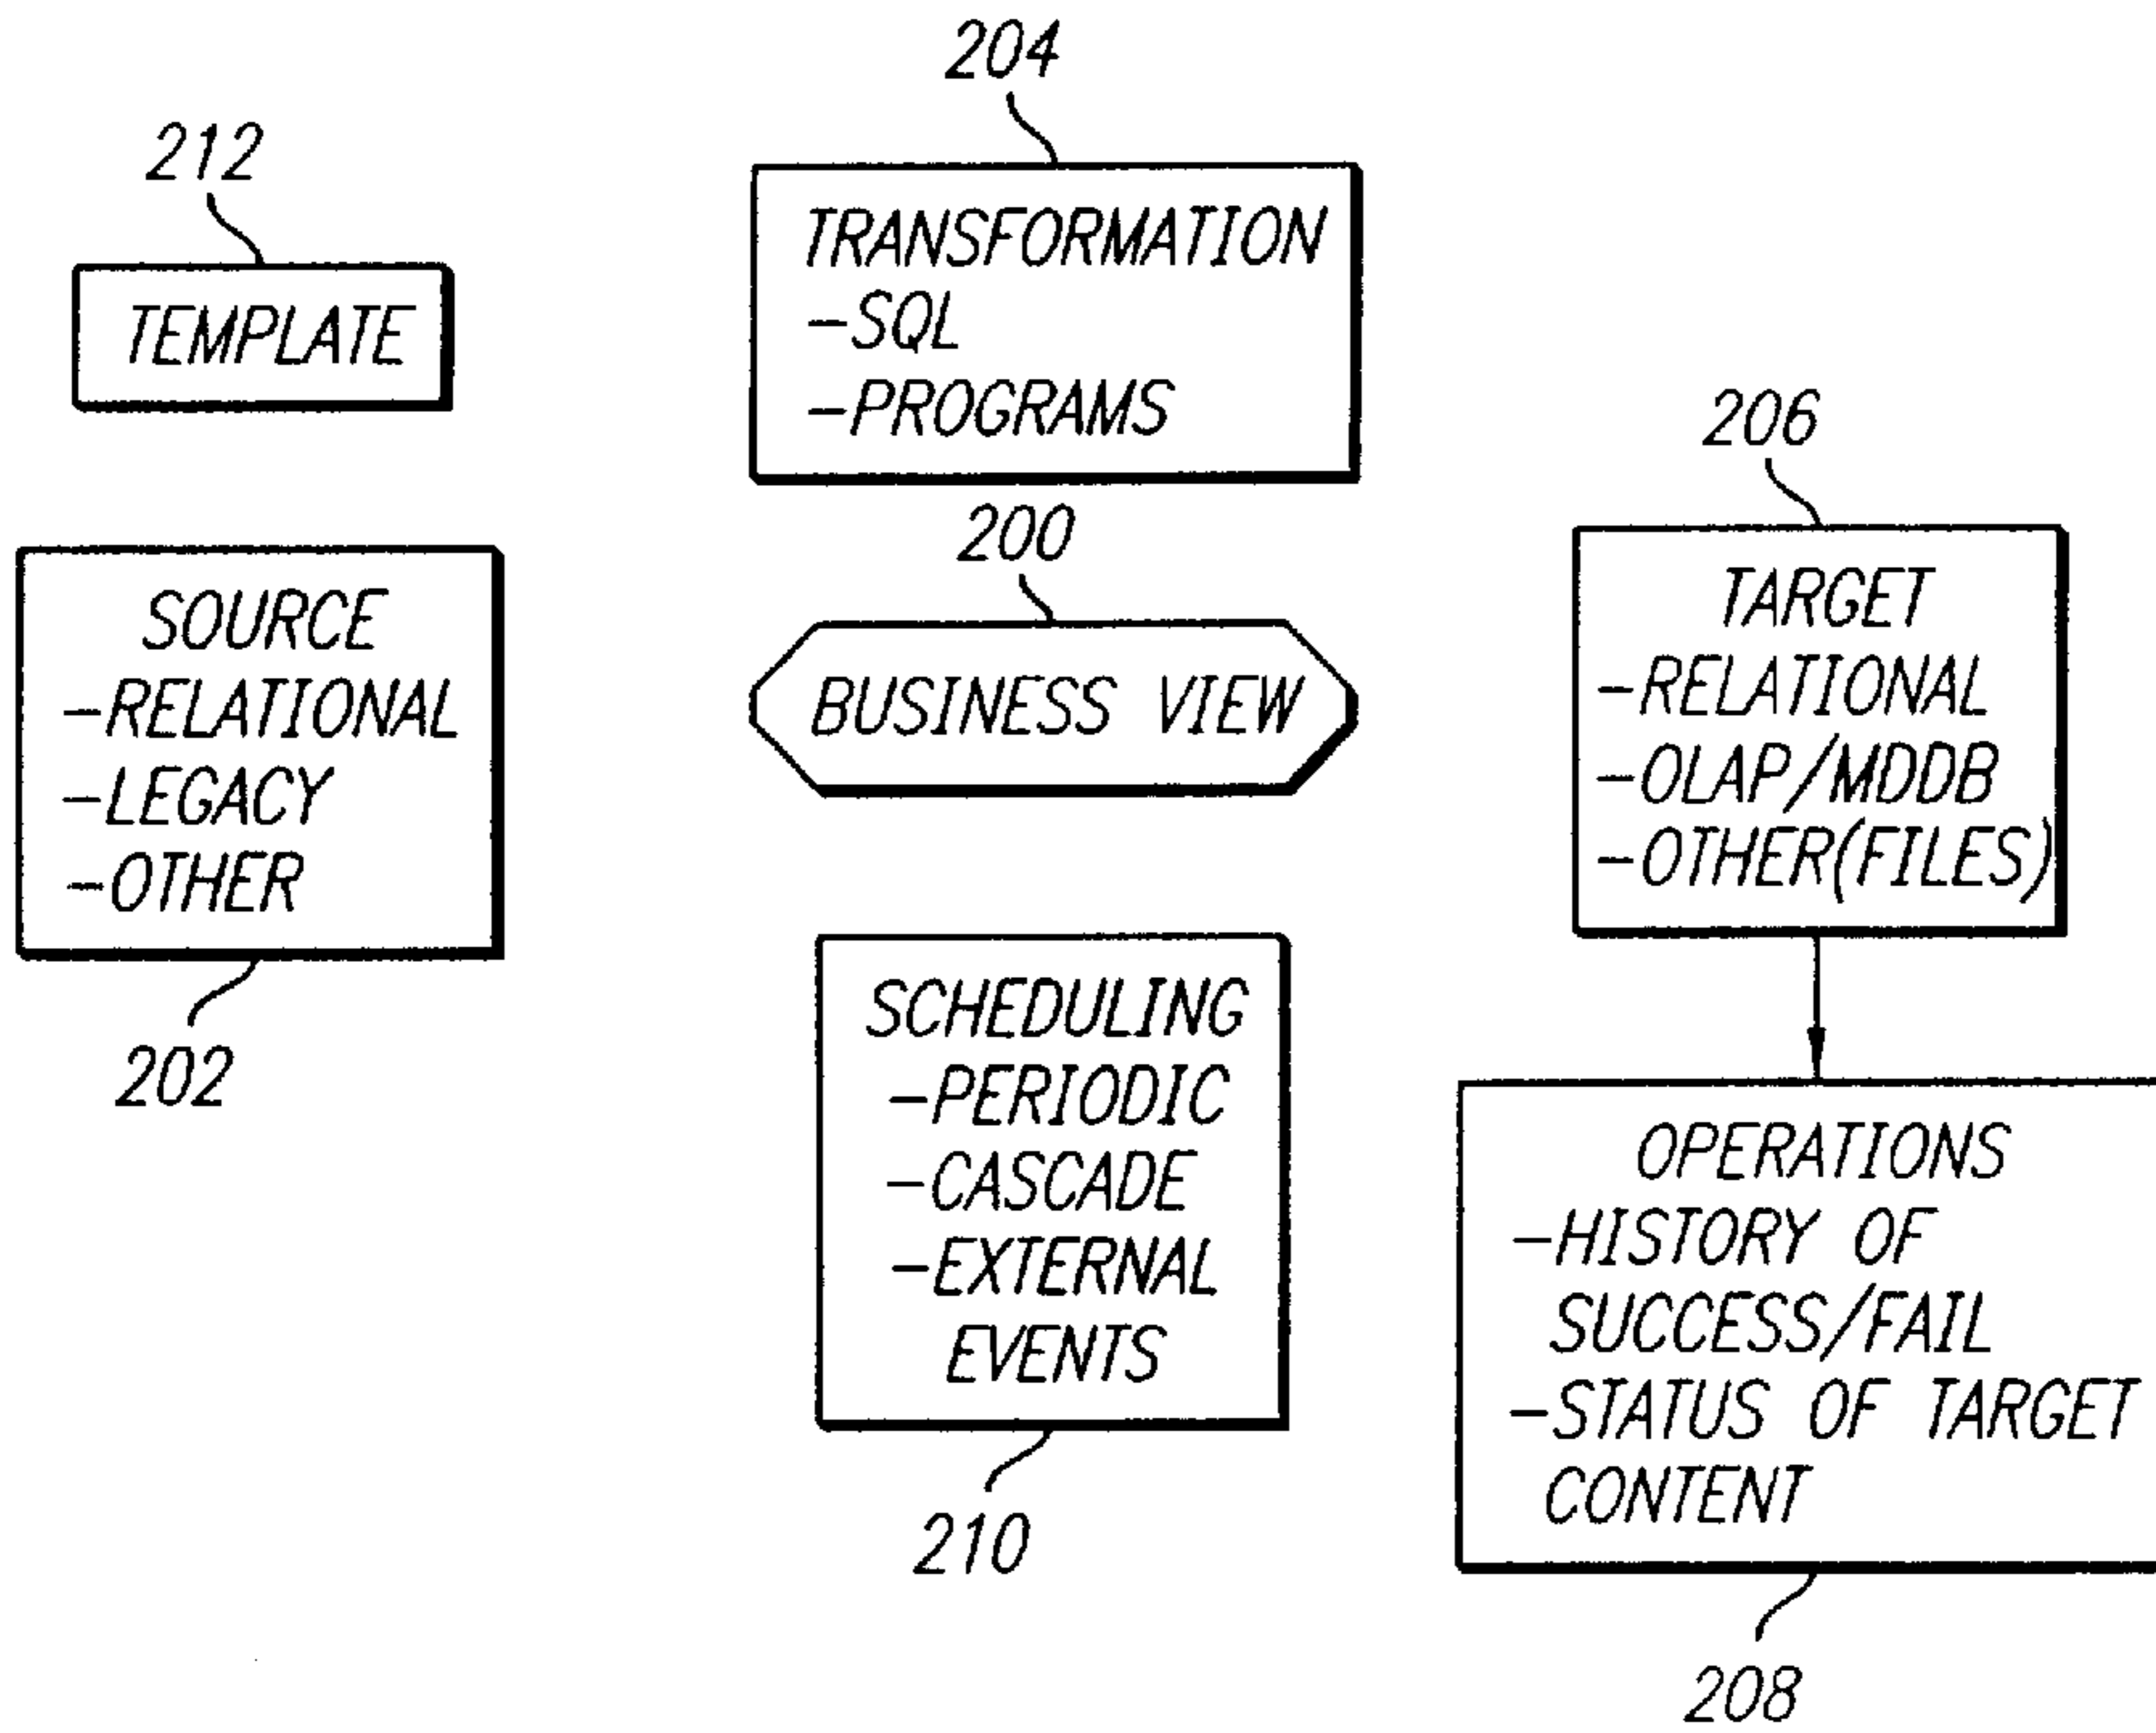 204
212
TRANSFORMATION
-SQL
-PROGRAMS
TEMPLATE
206
200
SOURCE
-RELATIONAL
-LEGACY
-OTHER
BUSINESS VIEW
TARGET
-RELATIONAL
-OLAP/MDDB
-OTHER(FILES)
202
SCHEDULING
-PERIODIC
-CASCADE
-EXTERNAL
EVENTS
210
OPERATIONS
-HISTORY OF
SUCCESS/FAIL
-STATUS OF TARGET
CONTENT
208